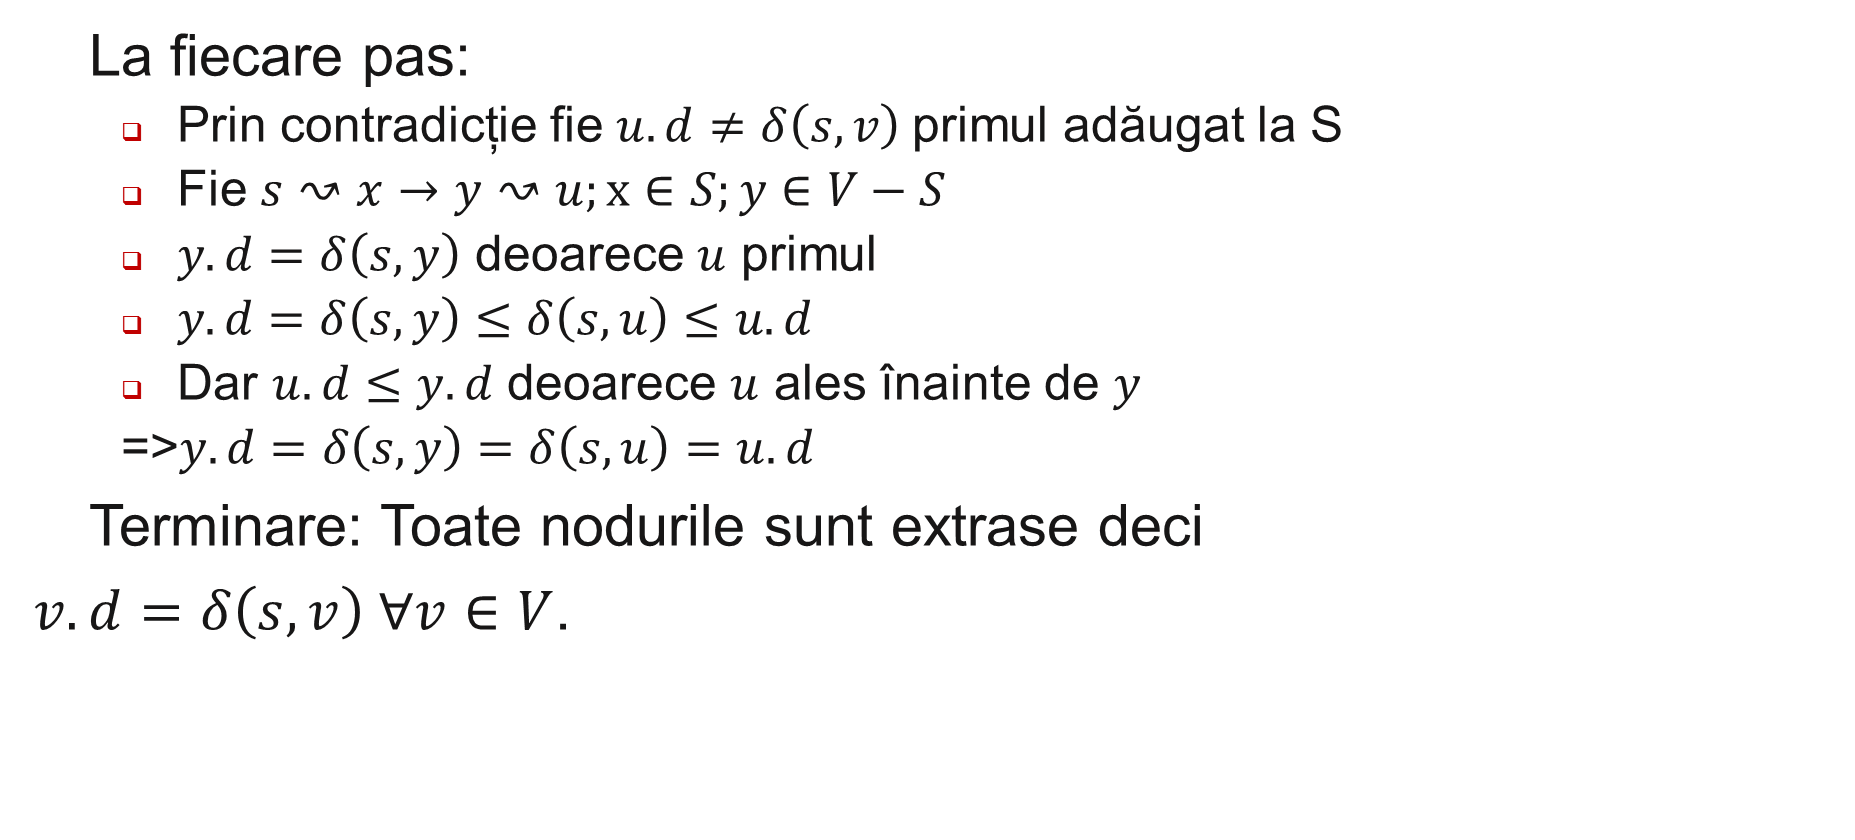 La fiecare pas:
❑ Prin contradicție fie u.d ≠ δ(s,v) primul adăugat la S
❑ Fie s ↝ x → y ↝ u; x ∈ S; y ∈ V − S
❑ y.d = δ(s,y) deoarece u primul
❑ y.d = δ(s,y) ≤ δ(s,u) ≤ u.d
❑ Dar u.d ≤ y.d deoarece u ales înainte de y
=>y.d = δ(s,y) = δ(s,u) = u.d
Terminare: Toate nodurile sunt extrase deci
v.d = δ(s,v) ∀v ∈ V.